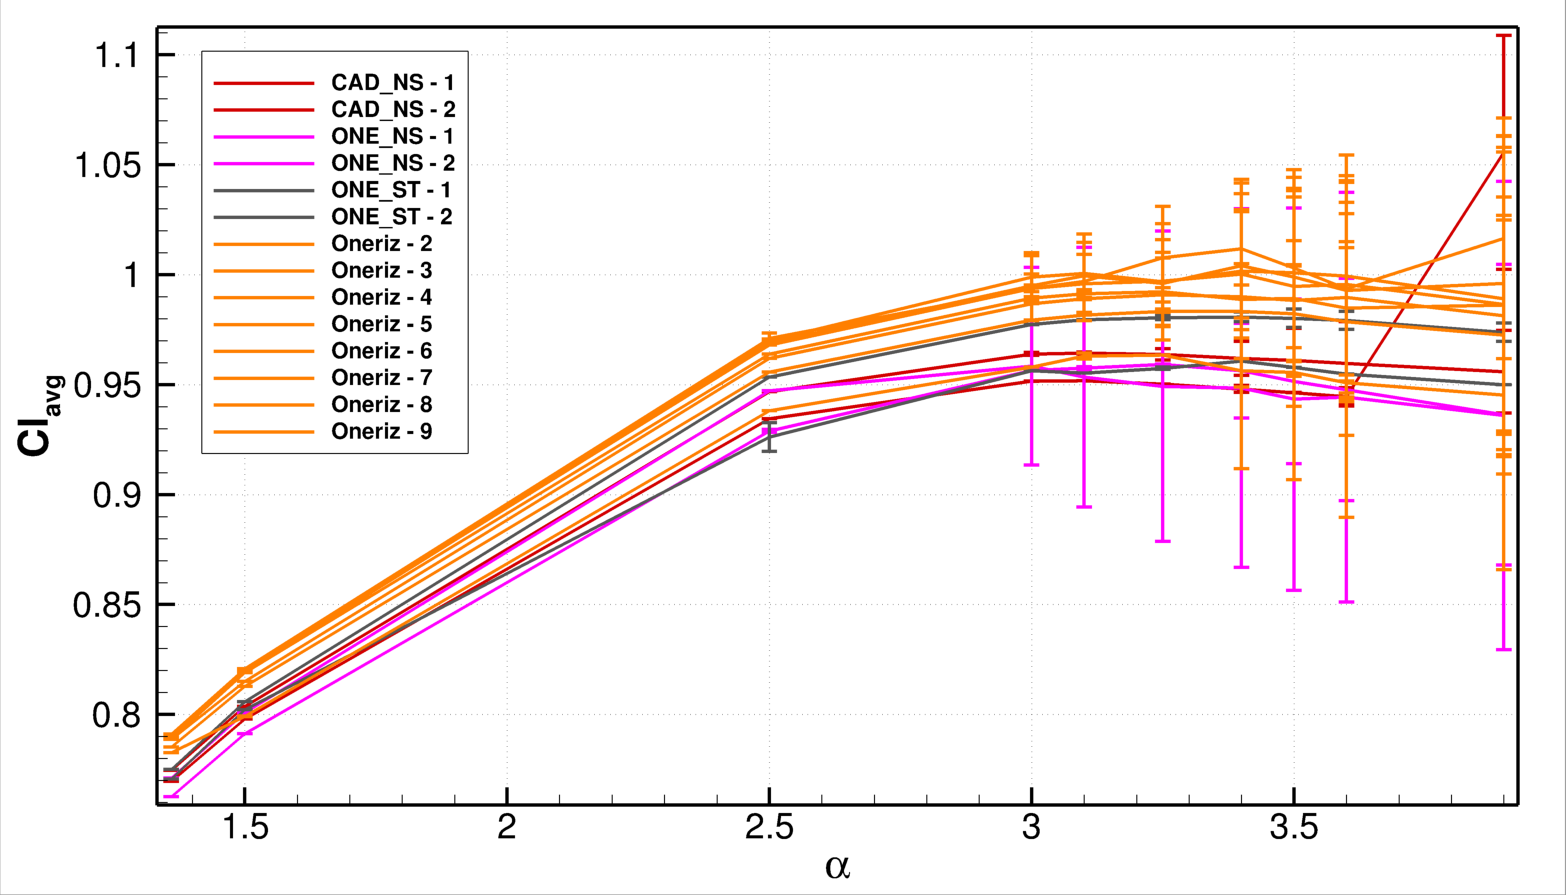 1.1
1.05
1
0.95
0.9
0.85
0.8
Cl_avg
CAD_NS - 1
CAD_NS - 2
ONE_NS - 1
ONE_NS - 2
ONE_ST - 1
ONE_ST - 2
Oneriz - 2
Oneriz - 3
Oneriz - 4
Oneriz - 5
Oneriz - 6
Oneriz - 7
Oneriz - 8
Oneriz - 9
1.5 2 2.5 3 3.5
α